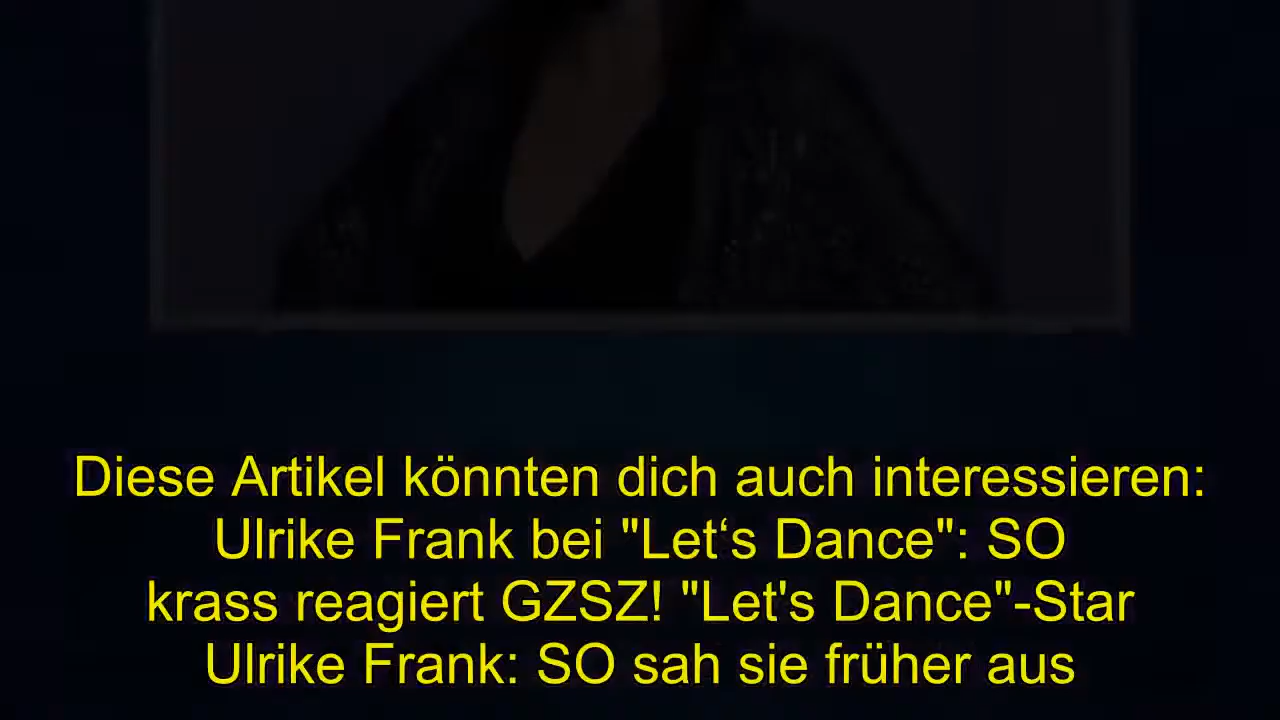 Diese Artikel könnten dich auch interessieren:
Ulrike Frank bei "Let‘s Dance": SO
krass reagiert GZSZ! "Let's Dance"-Star
Ulrike Frank: SO sah sie früher aus